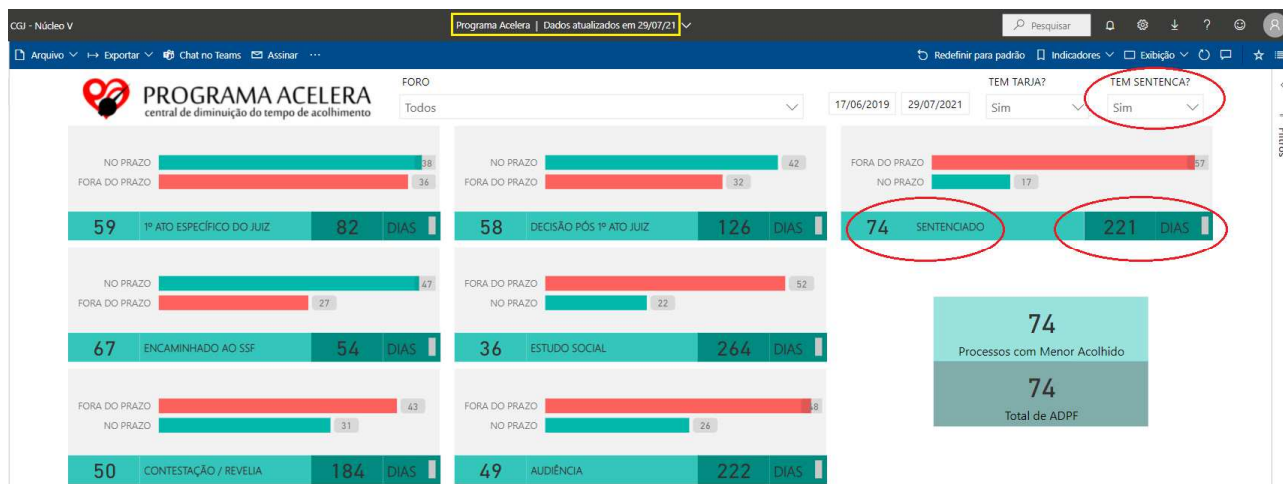 CGJ - Núcleo V
Programa Acelera | Dados atualizados em 29/07/21
Pesquisar
Arquivo Exportar Chat no Teams Assinar ...
Redefinir para padrão Indicadores Exibição
PROGRAMA ACELERA
central de diminuição do tempo de acolhimento
FORO
Todos
17/06/2019 29/07/2021
TEM TARJA?
Sim
TEM SENTENCA?
Sim
Filtros
NO PRAZO 38
FORA DO PRAZO 36
59 1º ATO ESPECÍFICO DO JUIZ 82 DIAS
NO PRAZO 42
FORA DO PRAZO 32
58 DECISÃO PÓS 1º ATO JUIZ 126 DIAS
FORA DO PRAZO 57
NO PRAZO 17
74 SENTENCIADO 221 DIAS
NO PRAZO 47
FORA DO PRAZO 27
67 ENCAMINHADO AO SSF 54 DIAS
FORA DO PRAZO 52
NO PRAZO 22
36 ESTUDO SOCIAL 264 DIAS
74
Processos com Menor Acolhido
74
Total de ADPF
FORA DO PRAZO 43
NO PRAZO 31
50 CONTESTAÇÃO / REVELIA 184 DIAS
FORA DO PRAZO 48
NO PRAZO 26
49 AUDIÊNCIA 222 DIAS